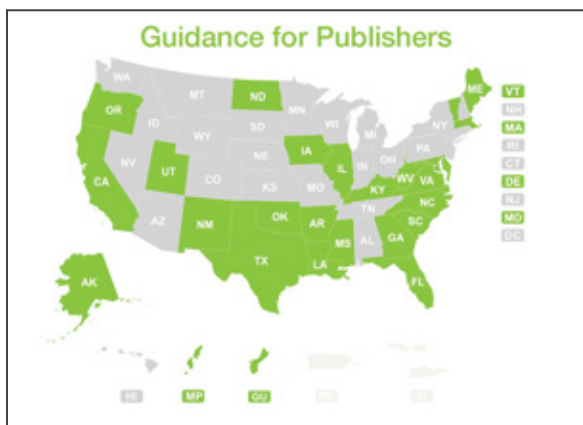 Guidance for Publishers
WA
MT
ND
MN
ME
VT
NH
MA
RI
CT
DE
NJ
MD
DC
OR
ID
SD
WI
MI
NY
WY
IA
PA
NE
IL
IN
OH
NV
UT
CO
KS
MO
WV
VA
KY
CA
NC
TN
AZ
NM
OK
AR
SC
MS
AL
GA
TX
LA
FL
AK
HI
MP
GU
PR
VI